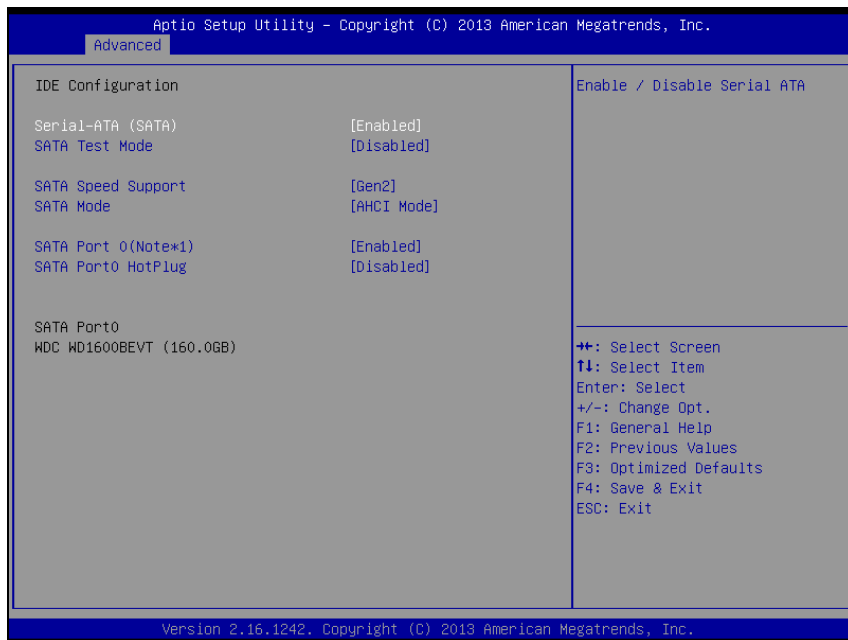 Aptio Setup Utility – Copyright (C) 2013 American Megatrends, Inc.
Advanced
IDE Configuration
Serial-ATA (SATA) [Enabled]
SATA Test Mode [Disabled]
SATA Speed Support [Gen2]
SATA Mode [AHCI Mode]
SATA Port 0(Note*1) [Enabled]
SATA Port0 HotPlug [Disabled]
SATA Port0
WDC WD1600BEVT (160.0GB)
Enable / Disable Serial ATA
→←: Select Screen
↑↓: Select Item
Enter: Select
+/-: Change Opt.
F1: General Help
F2: Previous Values
F3: Optimized Defaults
F4: Save & Exit
ESC: Exit
Version 2.16.1242. Copyright (C) 2013 American Megatrends, Inc.